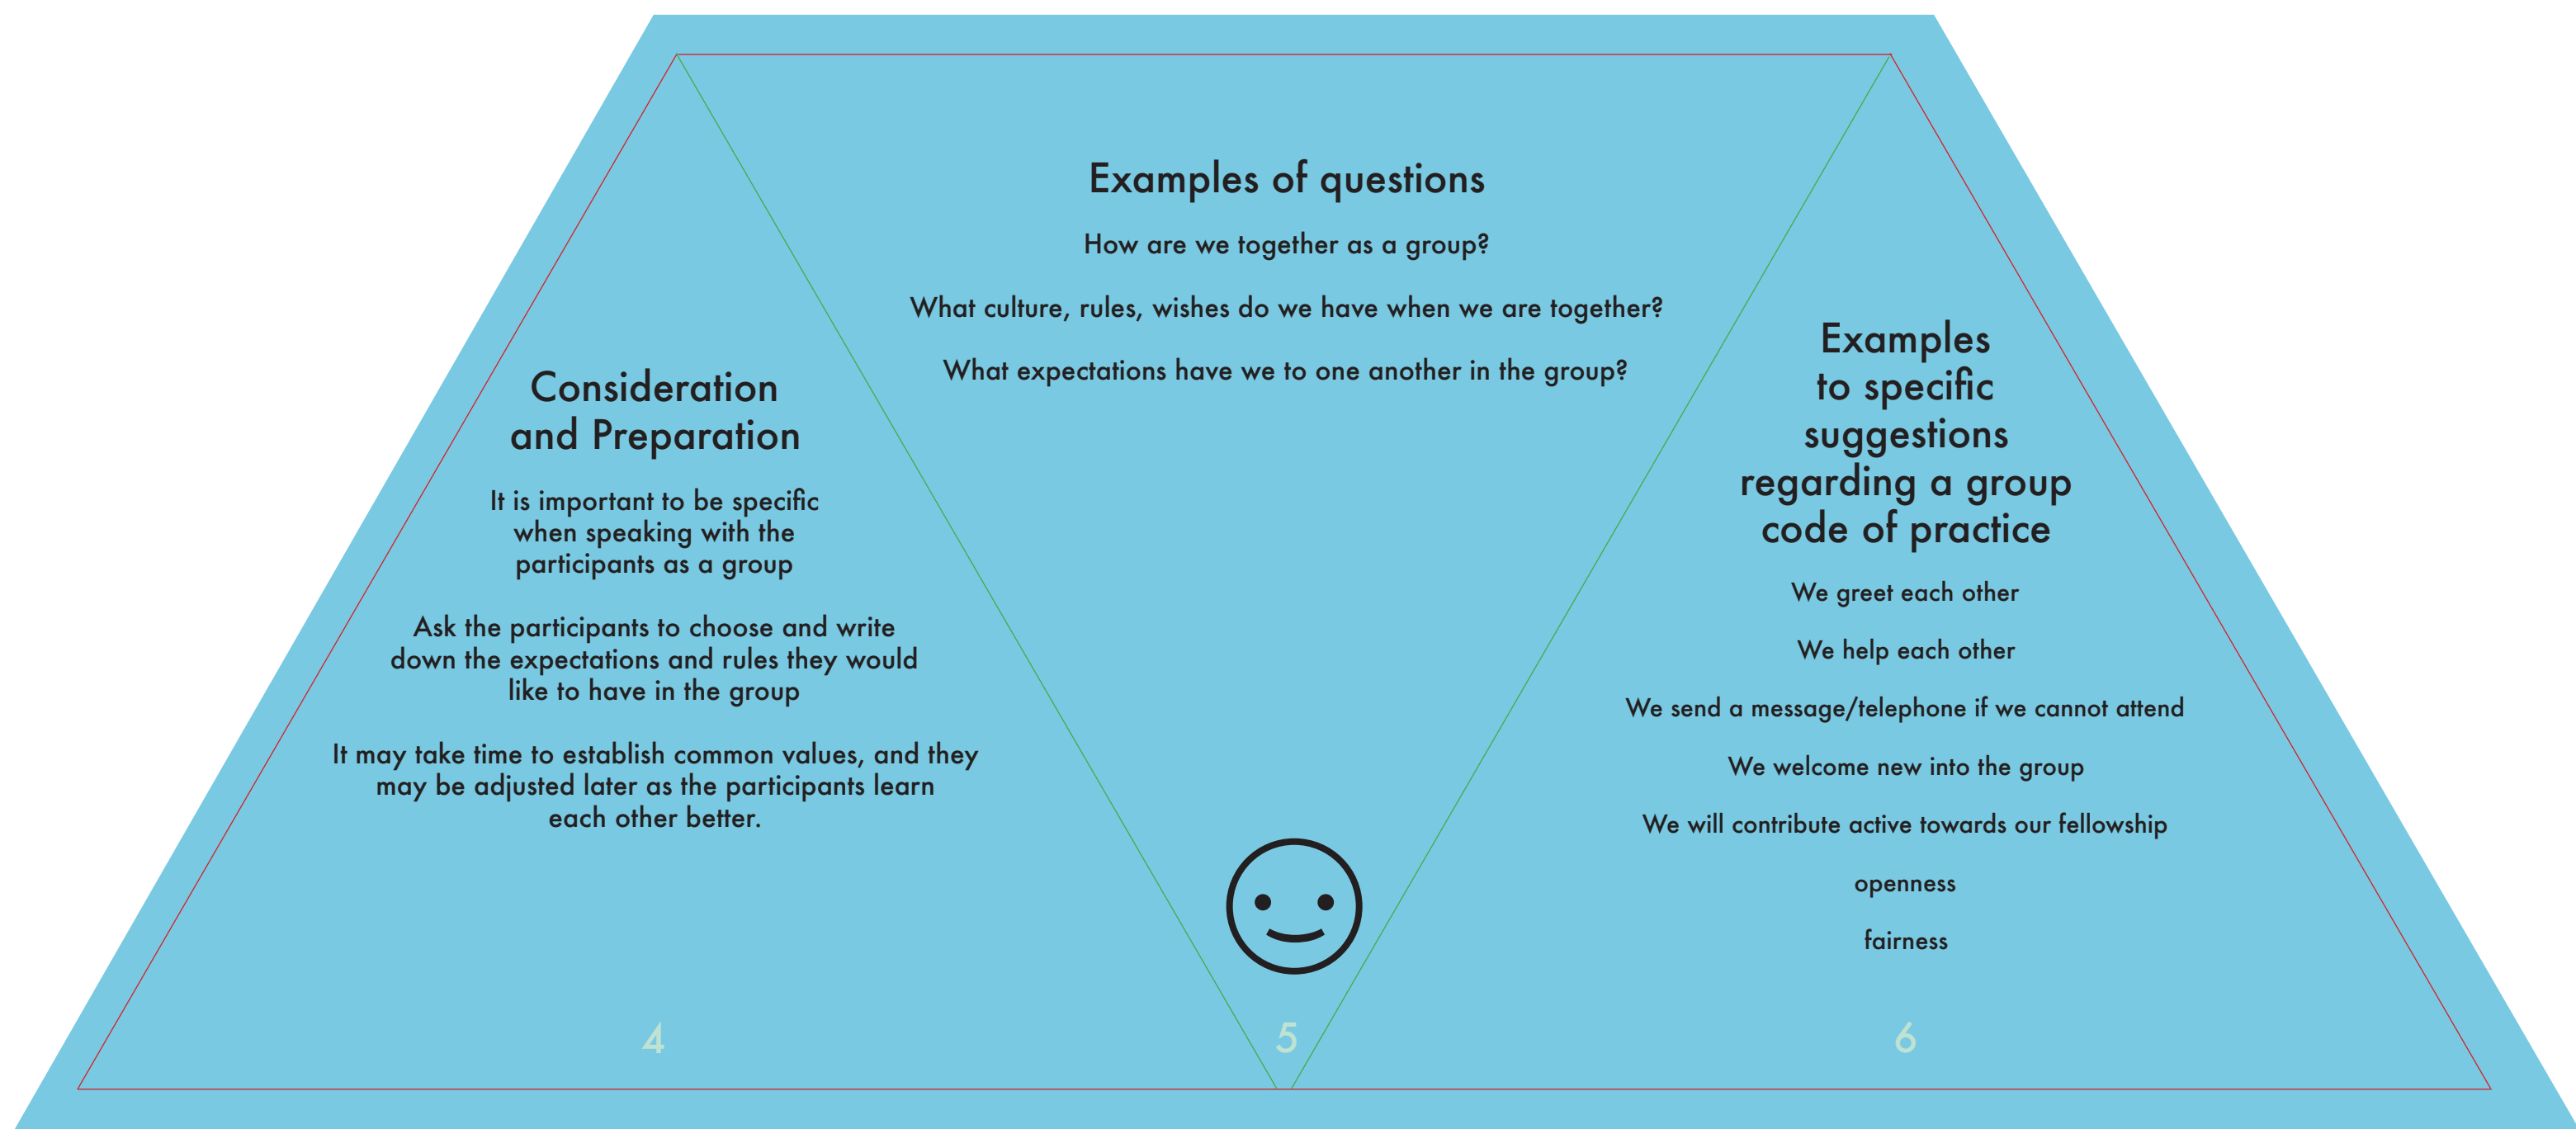 Consideration
and Preparation
It is important to be specific
when speaking with the
participants as a group
Ask the participants to choose and write
down the expectations and rules they would
like to have in the group
It may take time to establish common values, and they
may be adjusted later as the participants learn
each other better.
4
Examples of questions
How are we together as a group?
What culture, rules, wishes do we have when we are together?
What expectations have we to one another in the group?
5
Examples
to specific
suggestions
regarding a group
code of practice
We greet each other
We help each other
We send a message/telephone if we cannot attend
We welcome new into the group
We will contribute active towards our fellowship
openness
fairness
6